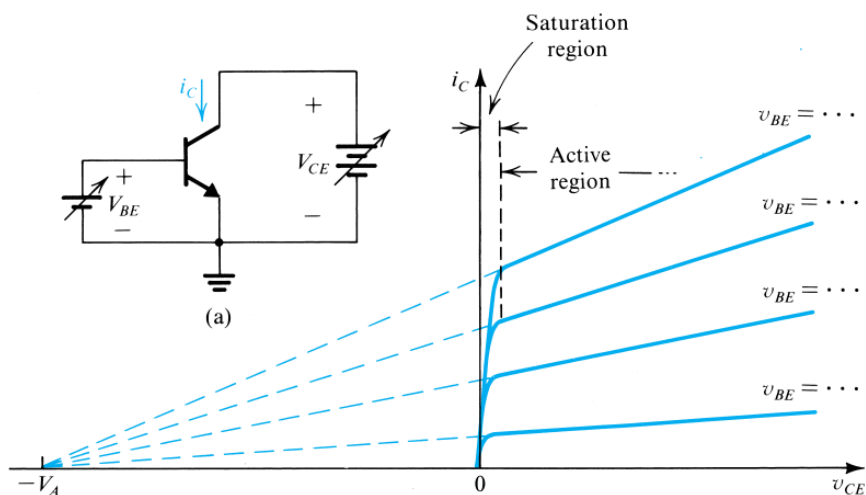 Saturation
region
i_C
i_C
+
V_CE
−
+
V_BE
−
(a)
Active
region
v_BE = ···
v_BE = ···
v_BE = ···
v_BE = ···
−V_A
0
v_CE